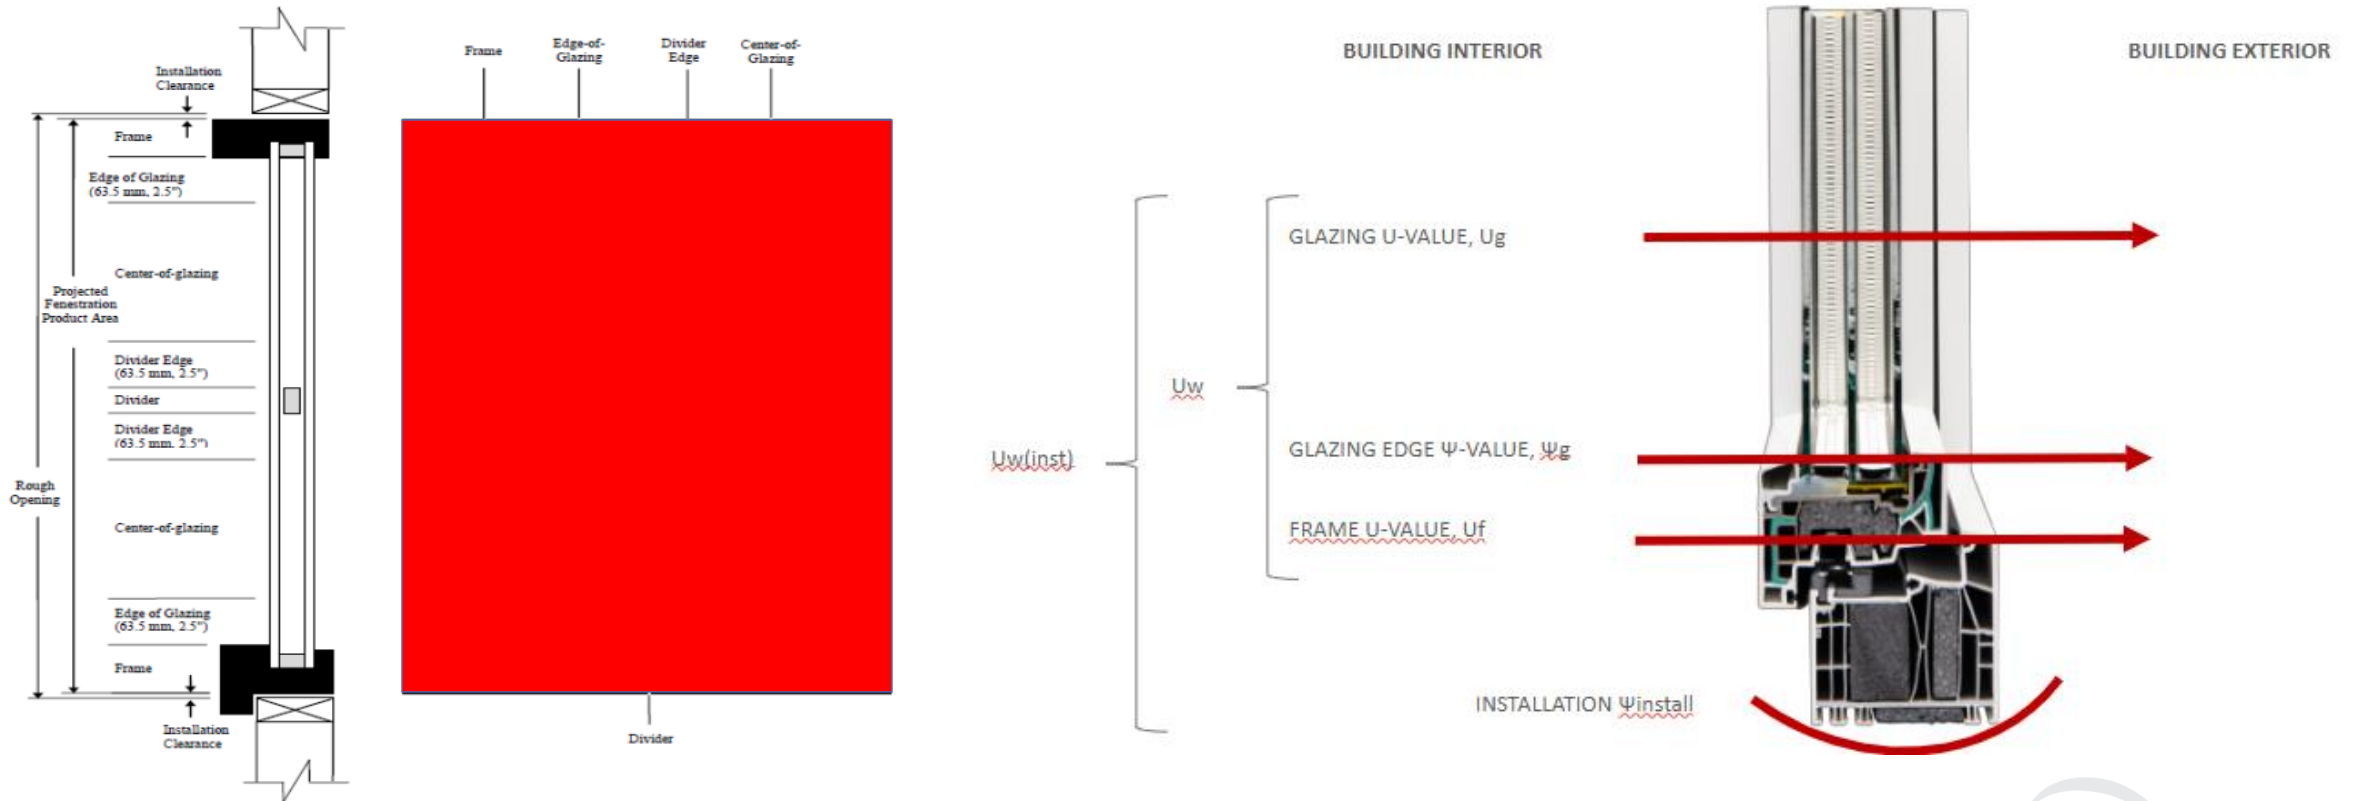 Installation
Clearance
Frame
Edge of Glazing
(63.5 mm, 2.5")
Center-of-glazing
Projected
Fenestration
Product Area
Divider Edge
(63.5 mm, 2.5")
Divider
Divider Edge
(63.5 mm. 2.5")
Rough
Opening
Center-of-glazing
Edge of Glazing
(63.5 mm, 2.5")
Frame
Installation
Clearance
Frame
Edge-of-
Glazing
Divider
Edge
Center-of-
Glazing
Divider
BUILDING INTERIOR
BUILDING EXTERIOR
GLAZING U-VALUE, Ug
Uw
Uw(inst)
GLAZING EDGE Ψ-VALUE, Ψg
FRAME U-VALUE, Uf
INSTALLATION Ψinstall